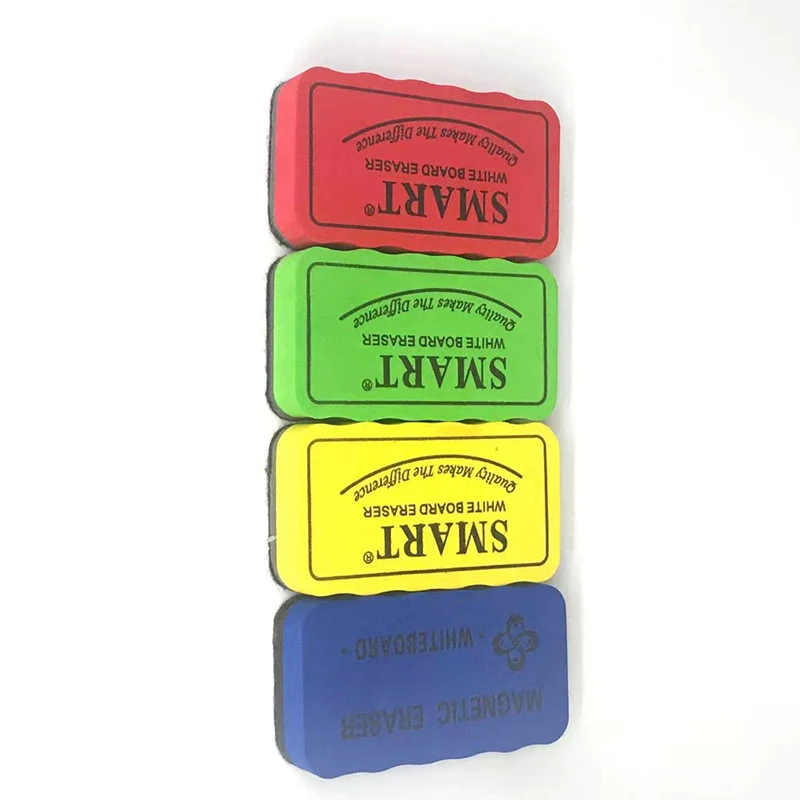 SMART®
WHITE BOARD ERASER
Quality Makes The Difference
SMART®
WHITE BOARD ERASER
Quality Makes The Difference
SMART®
WHITE BOARD ERASER
Quality Makes The Difference
MAGNETIC ERASER
· WHITEBOARD ·